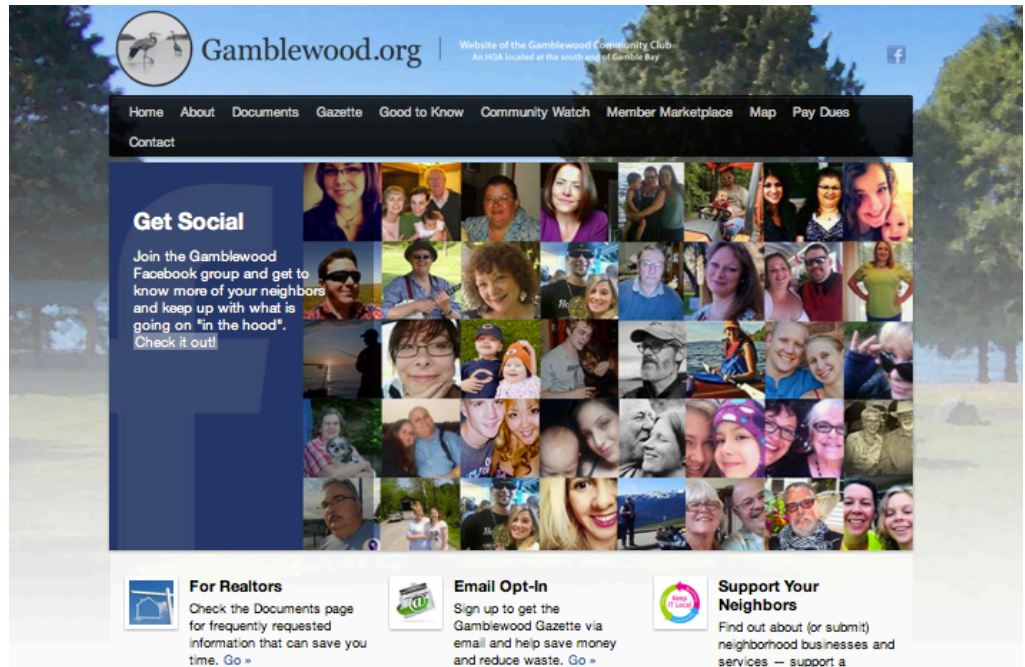 Gamblewood.org
Website of the Gamblewood Community Club
An HOA located at the south end of Gamble Bay
Home About Documents Gazette Good to Know Community Watch Member Marketplace Map Pay Dues
Contact
Get Social
Join the Gamblewood
Facebook group and get to
know more of your neighbors
and keep up with what is
going on "in the hood".
Check it out!
For Realtors
Check the Documents page
for frequently requested
information that can save you
time. Go »
Email Opt-In
Sign up to get the
Gamblewood Gazette via
email and help save money
and reduce waste. Go »
Keep
IT Local
Support Your
Neighbors
Find out about (or submit)
neighborhood businesses and
services — support a